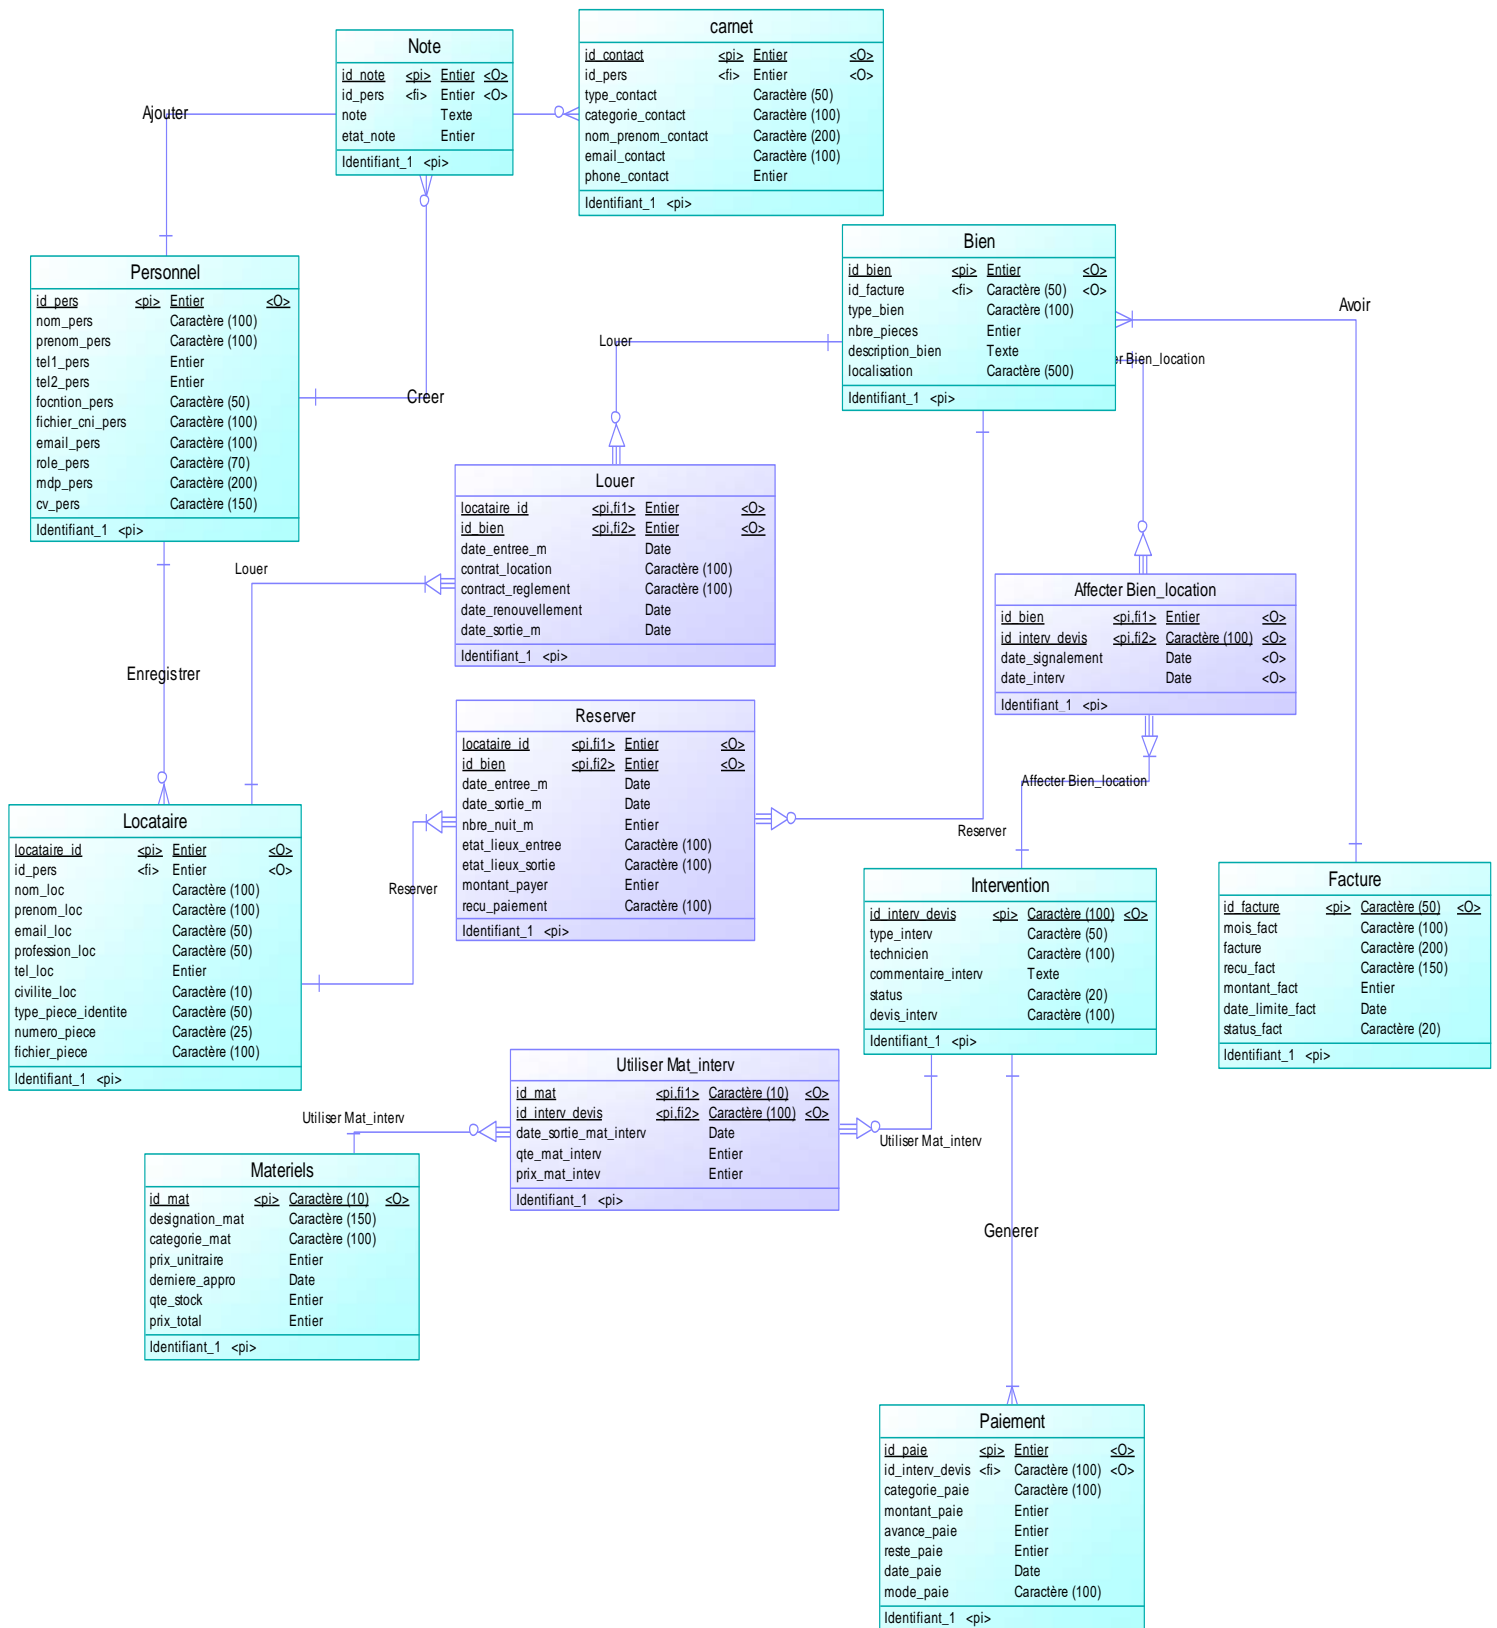 Note
id_note <pi> Entier <O>
id_pers <fi> Entier <O>
note Texte
etat_note Entier
Identifiant_1 <pi>
carnet
id_contact <pi> Entier <O>
id_pers <fi> Entier <O>
type_contact Caractère (50)
categorie_contact Caractère (100)
nom_prenom_contact Caractère (200)
email_contact Caractère (100)
phone_contact Entier
Identifiant_1 <pi>
Ajouter
Personnel
id_pers <pi> Entier <O>
nom_pers Caractère (100)
prenom_pers Caractère (100)
tel1_pers Entier
tel2_pers Entier
focntion_pers Caractère (50)
fichier_cni_pers Caractère (100)
email_pers Caractère (100)
role_pers Caractère (70)
mdp_pers Caractère (200)
cv_pers Caractère (150)
Identifiant_1 <pi>
Creer
Bien
id_bien <pi> Entier <O>
id_facture <fi> Caractère (50) <O>
type_bien Caractère (100)
nbre_pieces Entier
description_bien Texte
localisation Caractère (500)
Identifiant_1 <pi>
Avoir
Louer
er Bien_location
Louer
locataire_id <pi,fi1> Entier <O>
id_bien <pi,fi2> Entier <O>
date_entree_m Date
contrat_location Caractère (100)
contract_reglement Caractère (100)
date_renouvellement Date
date_sortie_m Date
Identifiant_1 <pi>
Louer
Affecter Bien_location
id_bien <pi,fi1> Entier <O>
id_interv_devis <pi,fi2> Caractère (100) <O>
date_signalement Date <O>
date_interv Date <O>
Identifiant_1 <pi>
Enregistrer
Affecter Bien_location
Reserver
locataire_id <pi,fi1> Entier <O>
id_bien <pi,fi2> Entier <O>
date_entree_m Date
date_sortie_m Date
nbre_nuit_m Entier
etat_lieux_entree Caractère (100)
etat_lieux_sortie Caractère (100)
montant_payer Entier
recu_paiement Caractère (100)
Identifiant_1 <pi>
Reserver
Reserver
Locataire
locataire_id <pi> Entier <O>
id_pers <fi> Entier <O>
nom_loc Caractère (100)
prenom_loc Caractère (100)
email_loc Caractère (50)
profession_loc Caractère (50)
tel_loc Entier
civilite_loc Caractère (10)
type_piece_identite Caractère (50)
numero_piece Caractère (25)
fichier_piece Caractère (100)
Identifiant_1 <pi>
Intervention
id_interv_devis <pi> Caractère (100) <O>
type_interv Caractère (50)
technicien Caractère (100)
commentaire_interv Texte
status Caractère (20)
devis_interv Caractère (100)
Identifiant_1 <pi>
Facture
id_facture <pi> Caractère (50) <O>
mois_fact Caractère (100)
facture Caractère (200)
recu_fact Caractère (150)
montant_fact Entier
date_limite_fact Date
status_fact Caractère (20)
Identifiant_1 <pi>
Utiliser Mat_interv
id_mat <pi,fi1> Caractère (10) <O>
id_interv_devis <pi,fi2> Caractère (100) <O>
date_sortie_mat_interv Date
qte_mat_interv Entier
prix_mat_intev Entier
Identifiant_1 <pi>
Utiliser Mat_interv
Utiliser Mat_interv
Materiels
id_mat <pi> Caractère (10) <O>
designation_mat Caractère (150)
categorie_mat Caractère (100)
prix_unitraire Entier
derniere_appro Date
qte_stock Entier
prix_total Entier
Identifiant_1 <pi>
Generer
Paiement
id_paie <pi> Entier <O>
id_interv_devis <fi> Caractère (100) <O>
categorie_paie Caractère (100)
montant_paie Entier
avance_paie Entier
reste_paie Entier
date_paie Date
mode_paie Caractère (100)
Identifiant_1 <pi>